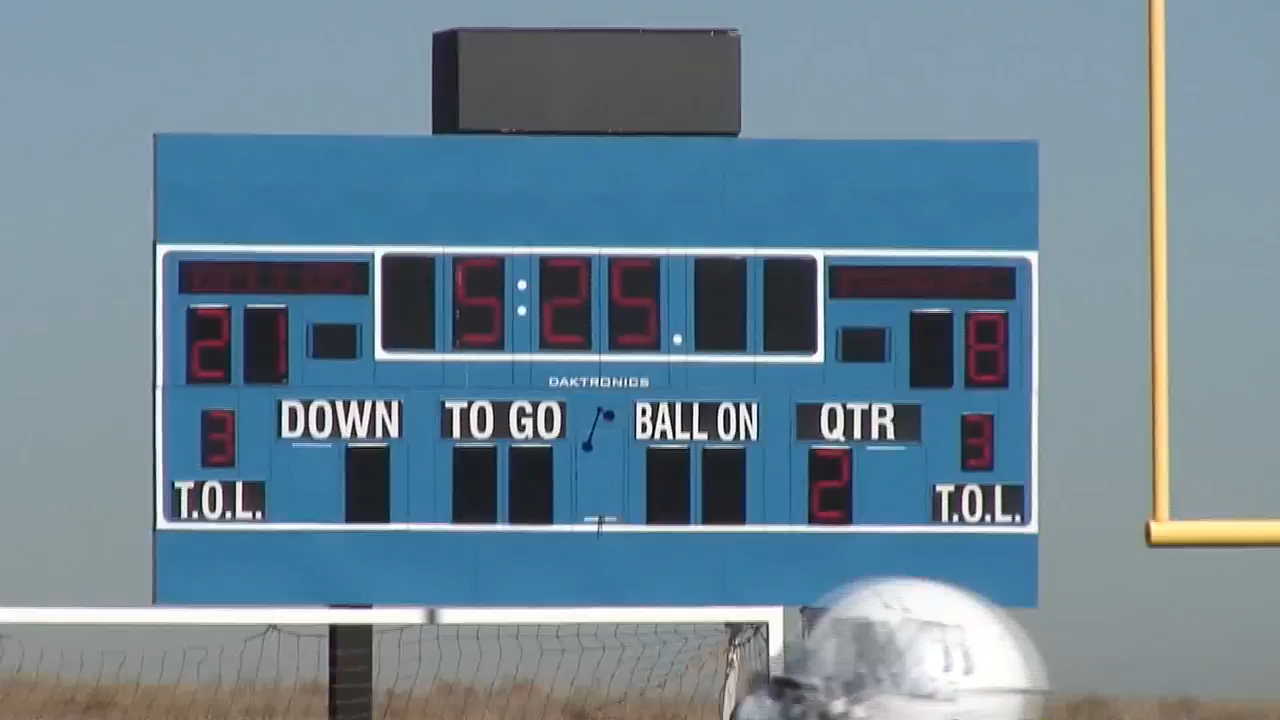 5:25.
21 8
DAKTRONICS
DOWN TO GO BALL ON QTR
3 3
2
T.O.L. T.O.L.